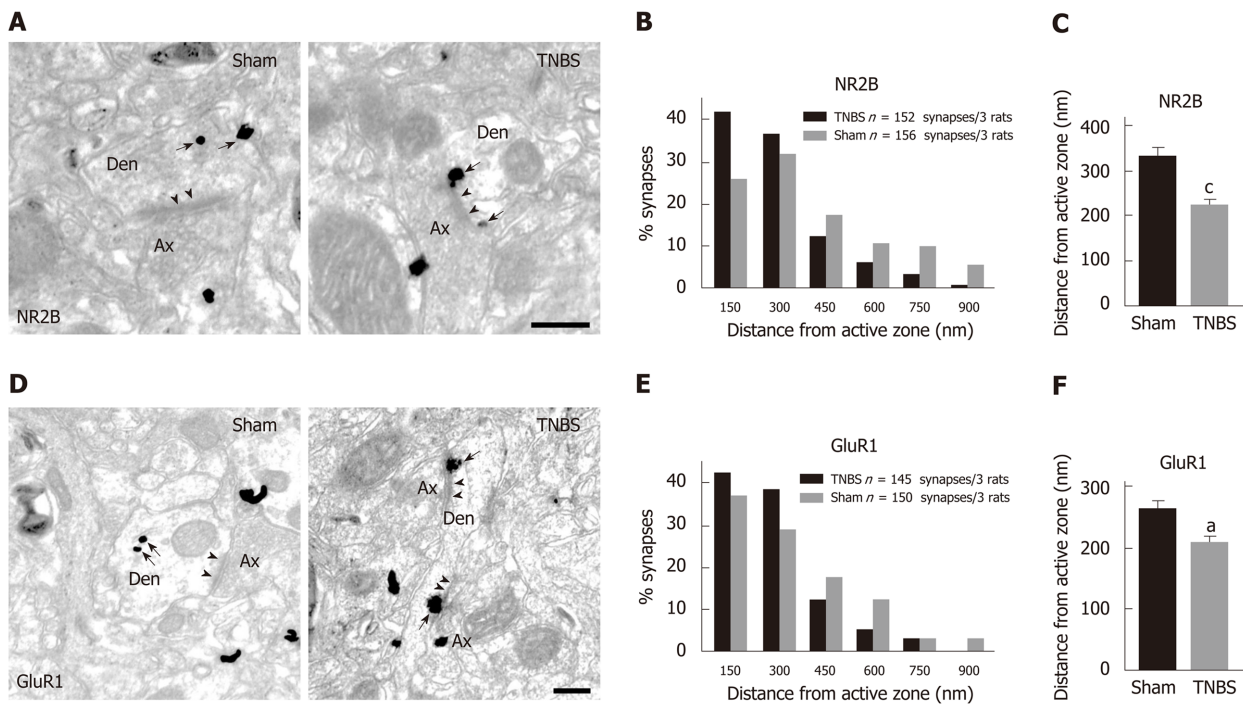 A
Sham
Den
Ax
NR2B
TNBS
Den
Ax
B
NR2B
TNBS n = 152 synapses/3 rats
Sham n = 156 synapses/3 rats
% synapses
40
30
20
10
0
150 300 450 600 750 900
Distance from active zone (nm)
C
NR2B
Distance from active zone (nm)
400
300
200
100
0
c
Sham TNBS
D
Sham
Den
Ax
GluR1
TNBS
Ax
Den
Ax
E
GluR1
TNBS n = 145 synapses/3 rats
Sham n = 150 synapses/3 rats
% synapses
40
30
20
10
0
150 300 450 600 750 900
Distance from active zone (nm)
F
GluR1
Distance from active zone (nm)
300
200
100
0
a
Sham TNBS